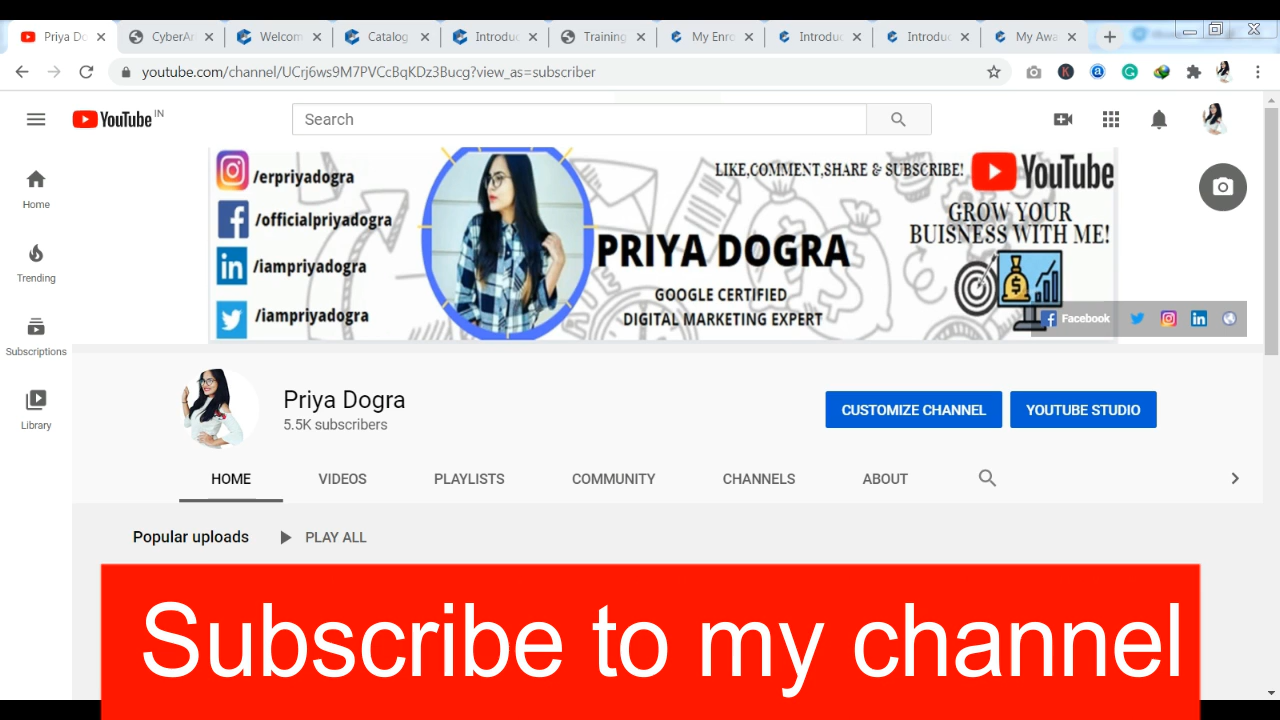 Priya Do
CyberAr
Welcom
Catalog
Introduc
Training
My Enro
Introduc
Introduc
My Awa
youtube.com/channel/UCrj6ws9M7PVCcBqKDz3Bucg?view_as=subscriber
YouTube IN
Search
/erpriyadogra
/officialpriyadogra
/iampriyadogra
/iampriyadogra
PRIYA DOGRA
GOOGLE CERTIFIED
DIGITAL MARKETING EXPERT
LIKE,COMMENT,SHARE & SUBSCRIBE!
YouTube
GROW YOUR
BUISNESS WITH ME!
Facebook
Home
Trending
Subscriptions
Library
Priya Dogra
5.5K subscribers
CUSTOMIZE CHANNEL
YOUTUBE STUDIO
HOME VIDEOS PLAYLISTS COMMUNITY CHANNELS ABOUT
Popular uploads PLAY ALL
Subscribe to my channel